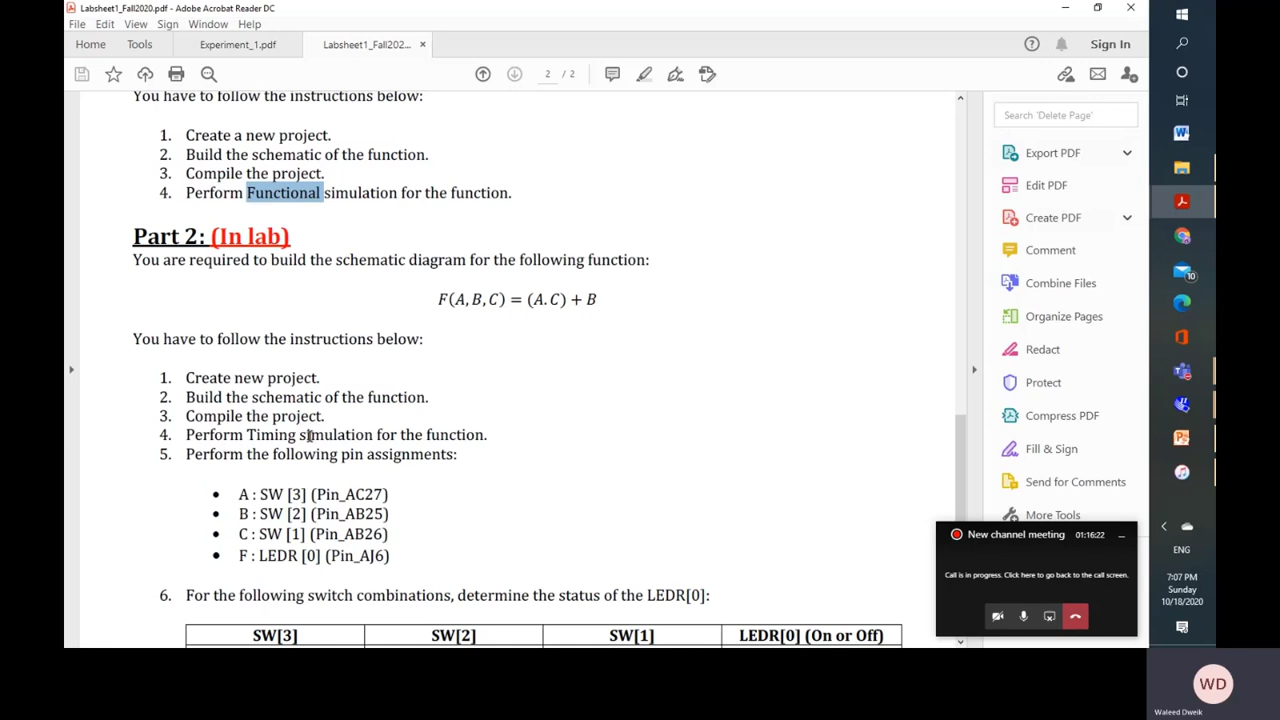 Labsheet1_Fall2020.pdf - Adobe Acrobat Reader DC
File Edit View Sign Window Help
Home Tools Experiment_1.pdf Labsheet1_Fall202... × Sign In
2 / 2
You have to follow the instructions below:
1. Create a new project.
2. Build the schematic of the function.
3. Compile the project.
4. Perform Functional simulation for the function.
Part 2: (In lab)
You are required to build the schematic diagram for the following function:
F(A, B, C) = (A. C) + B
You have to follow the instructions below:
1. Create new project.
2. Build the schematic of the function.
3. Compile the project.
4. Perform Timing simulation for the function.
5. Perform the following pin assignments:
• A : SW [3] (Pin_AC27)
• B : SW [2] (Pin_AB25)
• C : SW [1] (Pin_AB26)
• F : LEDR [0] (Pin_AJ6)
6. For the following switch combinations, determine the status of the LEDR[0]:
SW[3] SW[2] SW[1] LEDR[0] (On or Off)
Search 'Delete Page'
Export PDF
Edit PDF
Create PDF
Comment
Combine Files
Organize Pages
Redact
Protect
Compress PDF
Fill & Sign
Send for Comments
More Tools
New channel meeting 01:16:22
Call is in progress. Click here to go back to the call screen.
10
ENG
7:07 PM
Sunday
10/18/2020
WD
Waleed Dweik